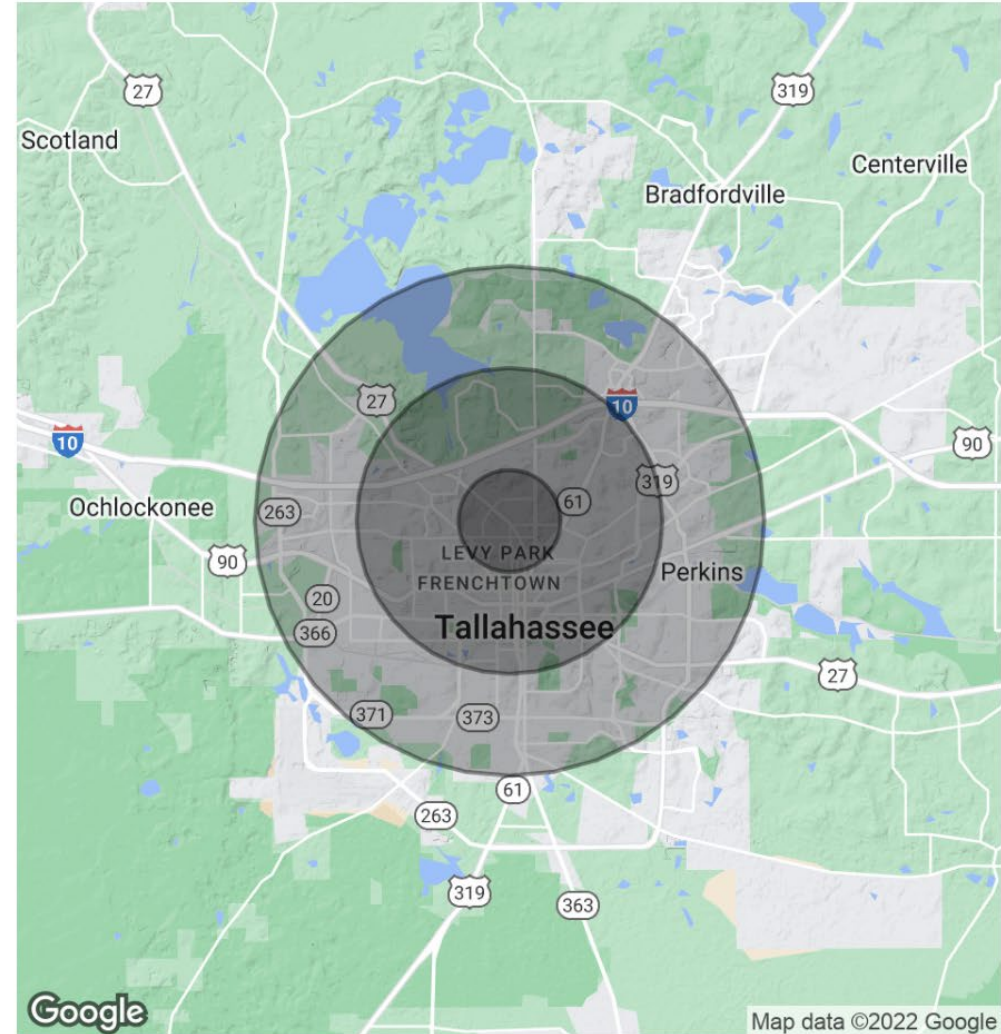 27
319
Scotland
Centerville
Bradfordville
27
10
10
90
319
Ochlockonee
263
61
LEVY PARK
FRENCHTOWN
90
Perkins
20
366
Tallahassee
27
371
373
61
263
319
363
Google
Map data ©2022 Google